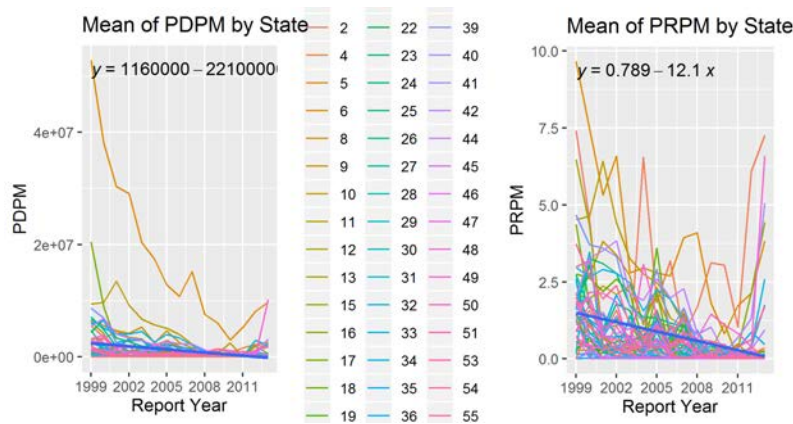 Mean of PDPM by State
y = 1160000 – 22100000
4e+07
2e+07
0e+00
PDPM
1999 2002 2005 2008 2011
Report Year
2 22 39
4 23 40
5 24 41
6 25 42
8 26 44
9 27 45
10 28 46
11 29 47
12 30 48
13 31 49
15 32 50
16 33 51
17 34 53
18 35 54
19 36 55
Mean of PRPM by State
y = 0.789 – 12.1 x
10.0
7.5
5.0
2.5
0.0
PRPM
1999 2002 2005 2008 2011
Report Year